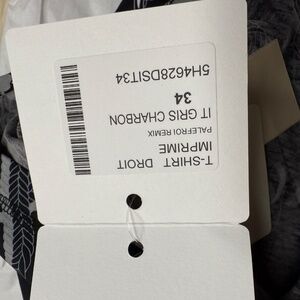 T-SHIRT DROIT
IMPRIME
PALEFROI REMIX
IT GRIS CHARBON
34
5H4628DSIT34